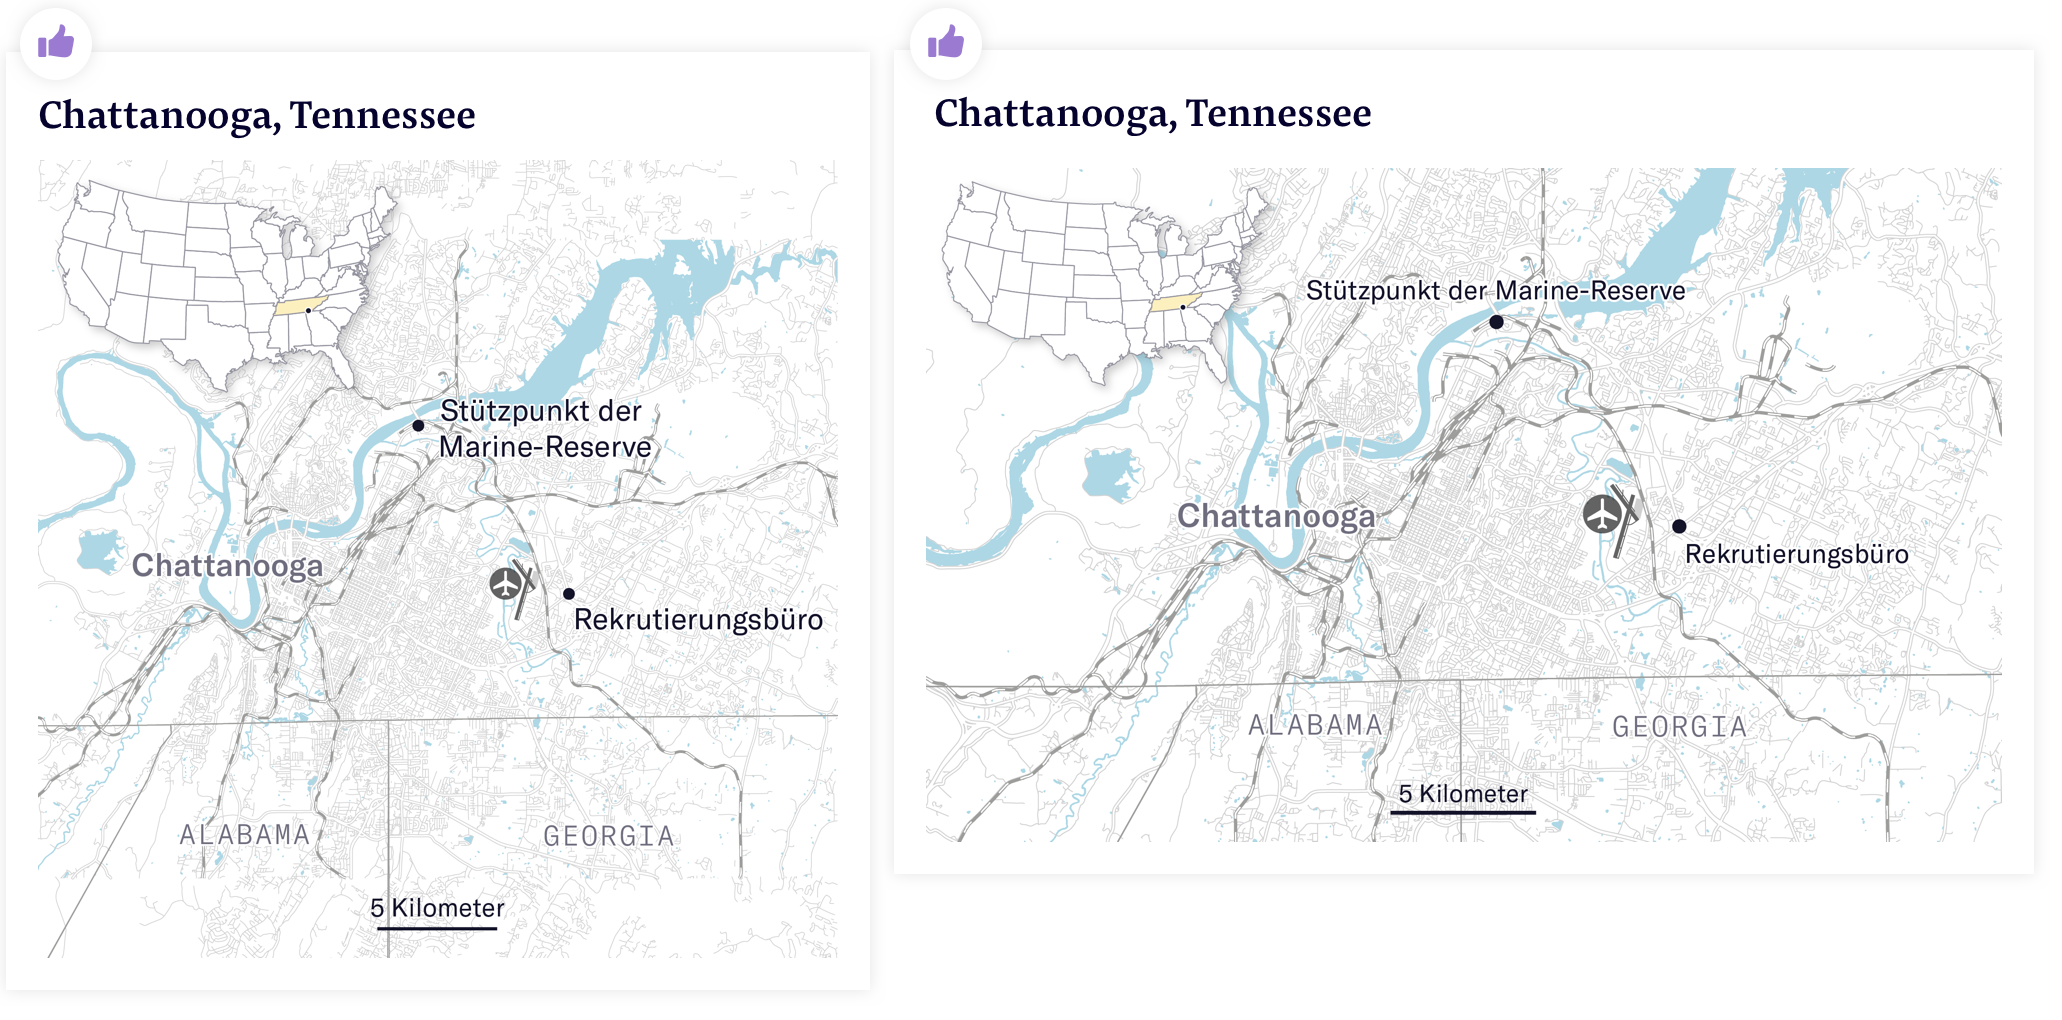 Chattanooga, Tennessee
Stützpunkt der
Marine-Reserve
Chattanooga
Rekrutierungsbüro
ALABAMA
GEORGIA
5 Kilometer
Chattanooga, Tennessee
Stützpunkt der Marine-Reserve
Chattanooga
Rekrutierungsbüro
ALABAMA
GEORGIA
5 Kilometer